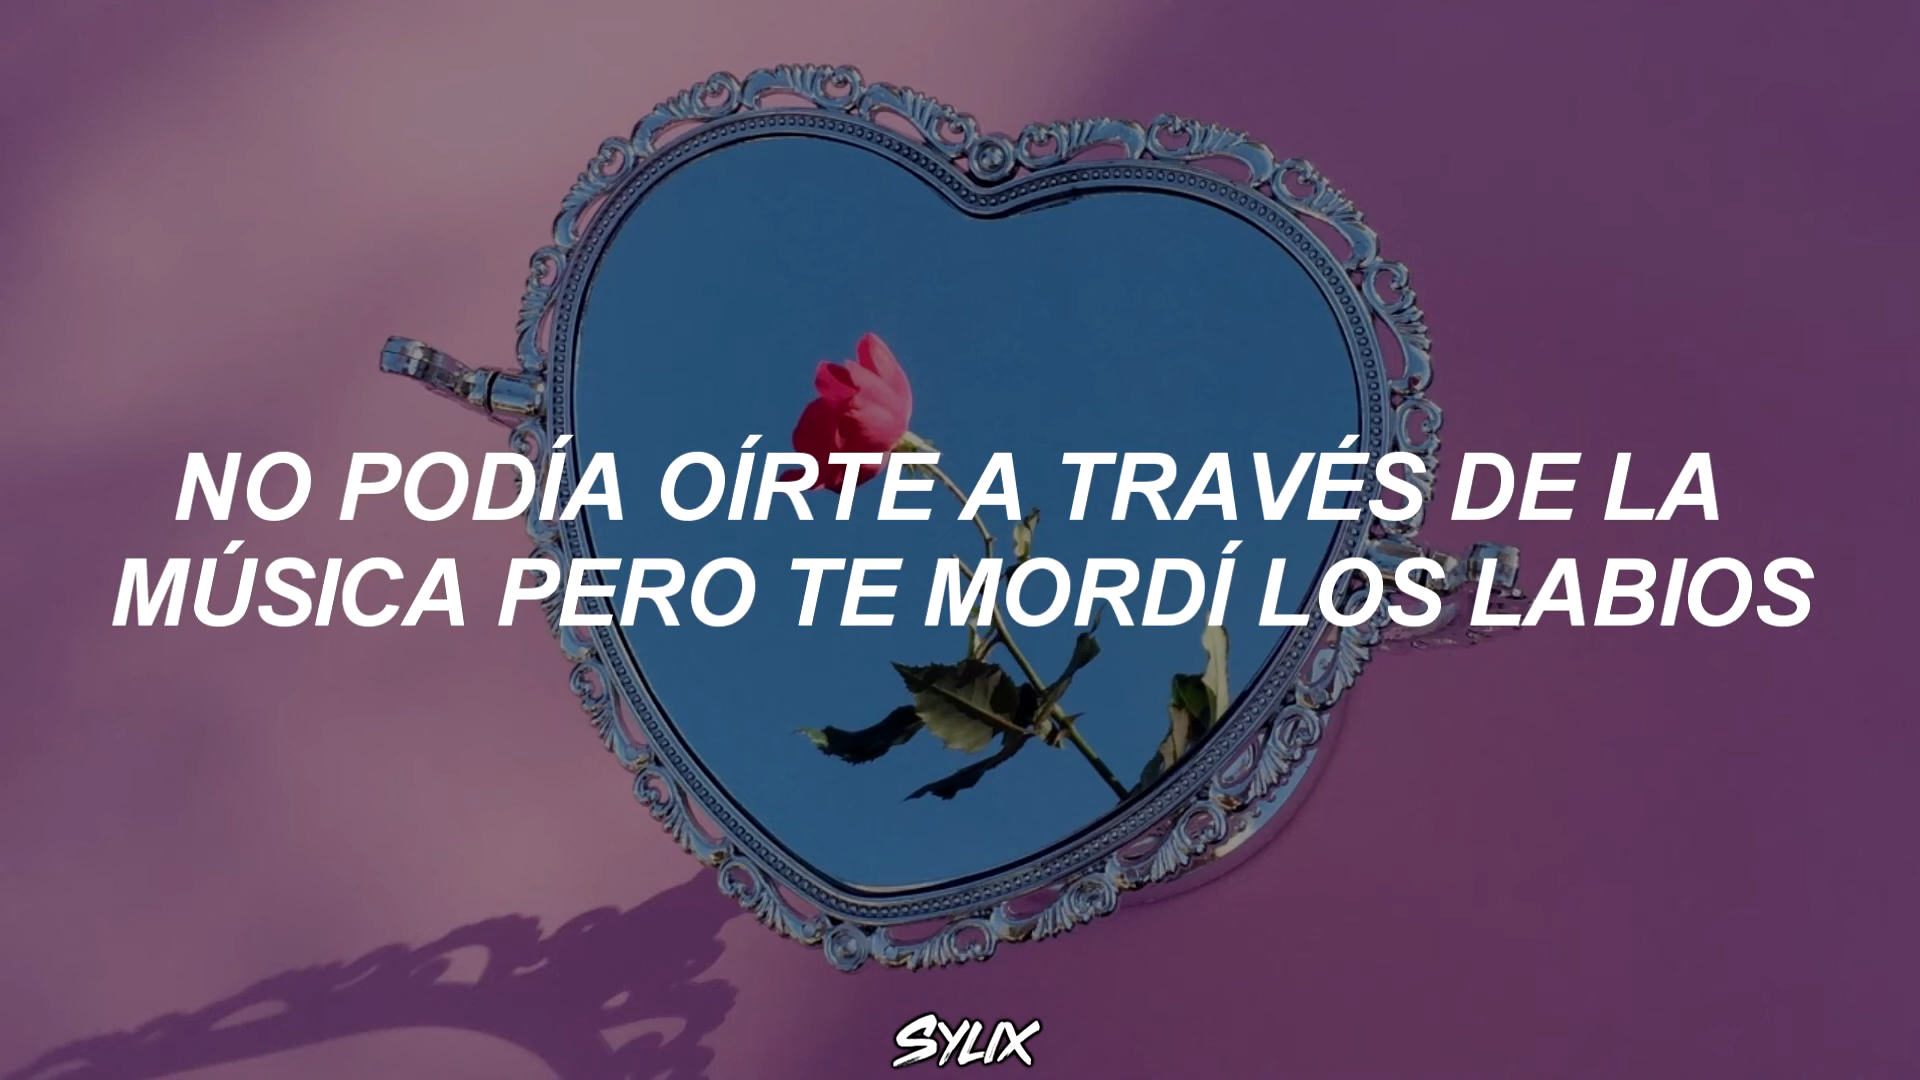 NO PODÍA OÍRTE A TRAVÉS DE LA
MÚSICA PERO TE MORDÍ LOS LABIOS
SYLIX